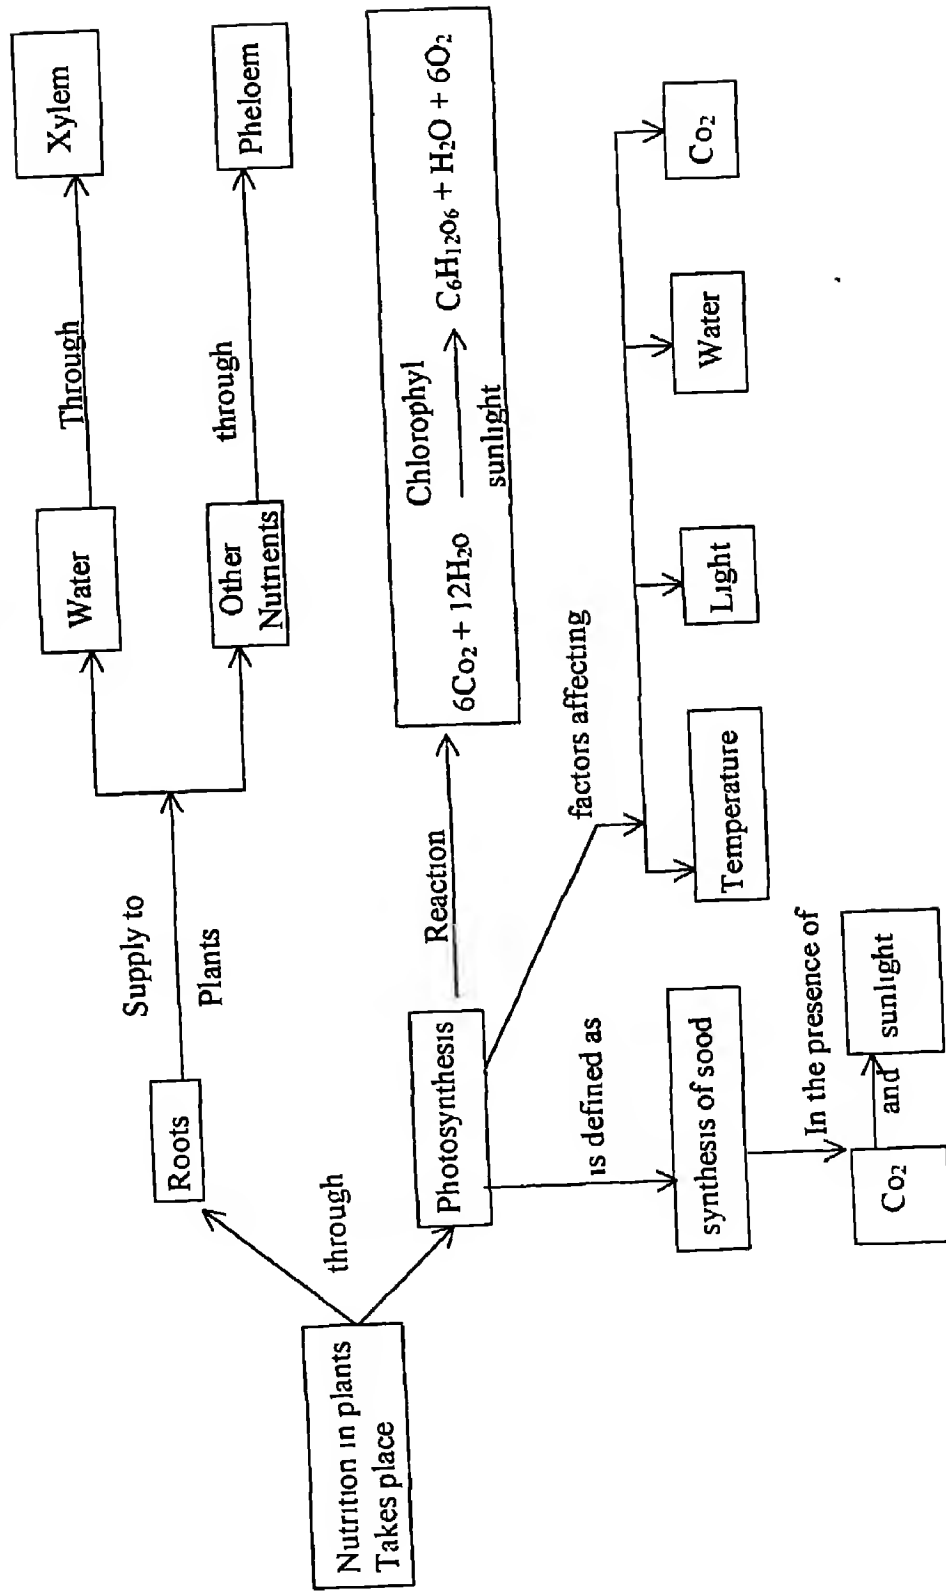 Nutrition in plants
Takes place
through
Roots
Supply to
Plants
Water
Through
Xylem
Other
Nutrients
through
Pheloem
Photosynthesis
Reaction
6Co₂ + 12H₂o
Chlorophyl
sunlight
C₆H₁₂o₆ + H₂O + 6O₂
factors affecting
Temperature
Light
Water
Co₂
is defined as
synthesis of sood
In the presence of
Co₂
and
sunlight